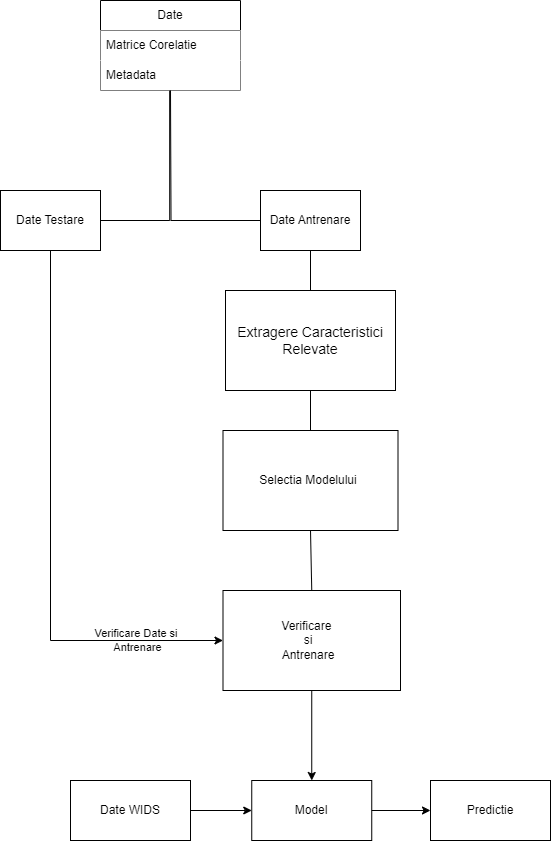 Date
Matrice Corelatie
Metadata
Date Testare
Date Antrenare
Extragere Caracteristici
Relevate
Selectia Modelului
Verificare
si
Antrenare
Verificare Date si
Antrenare
Date WIDS
Model
Predictie